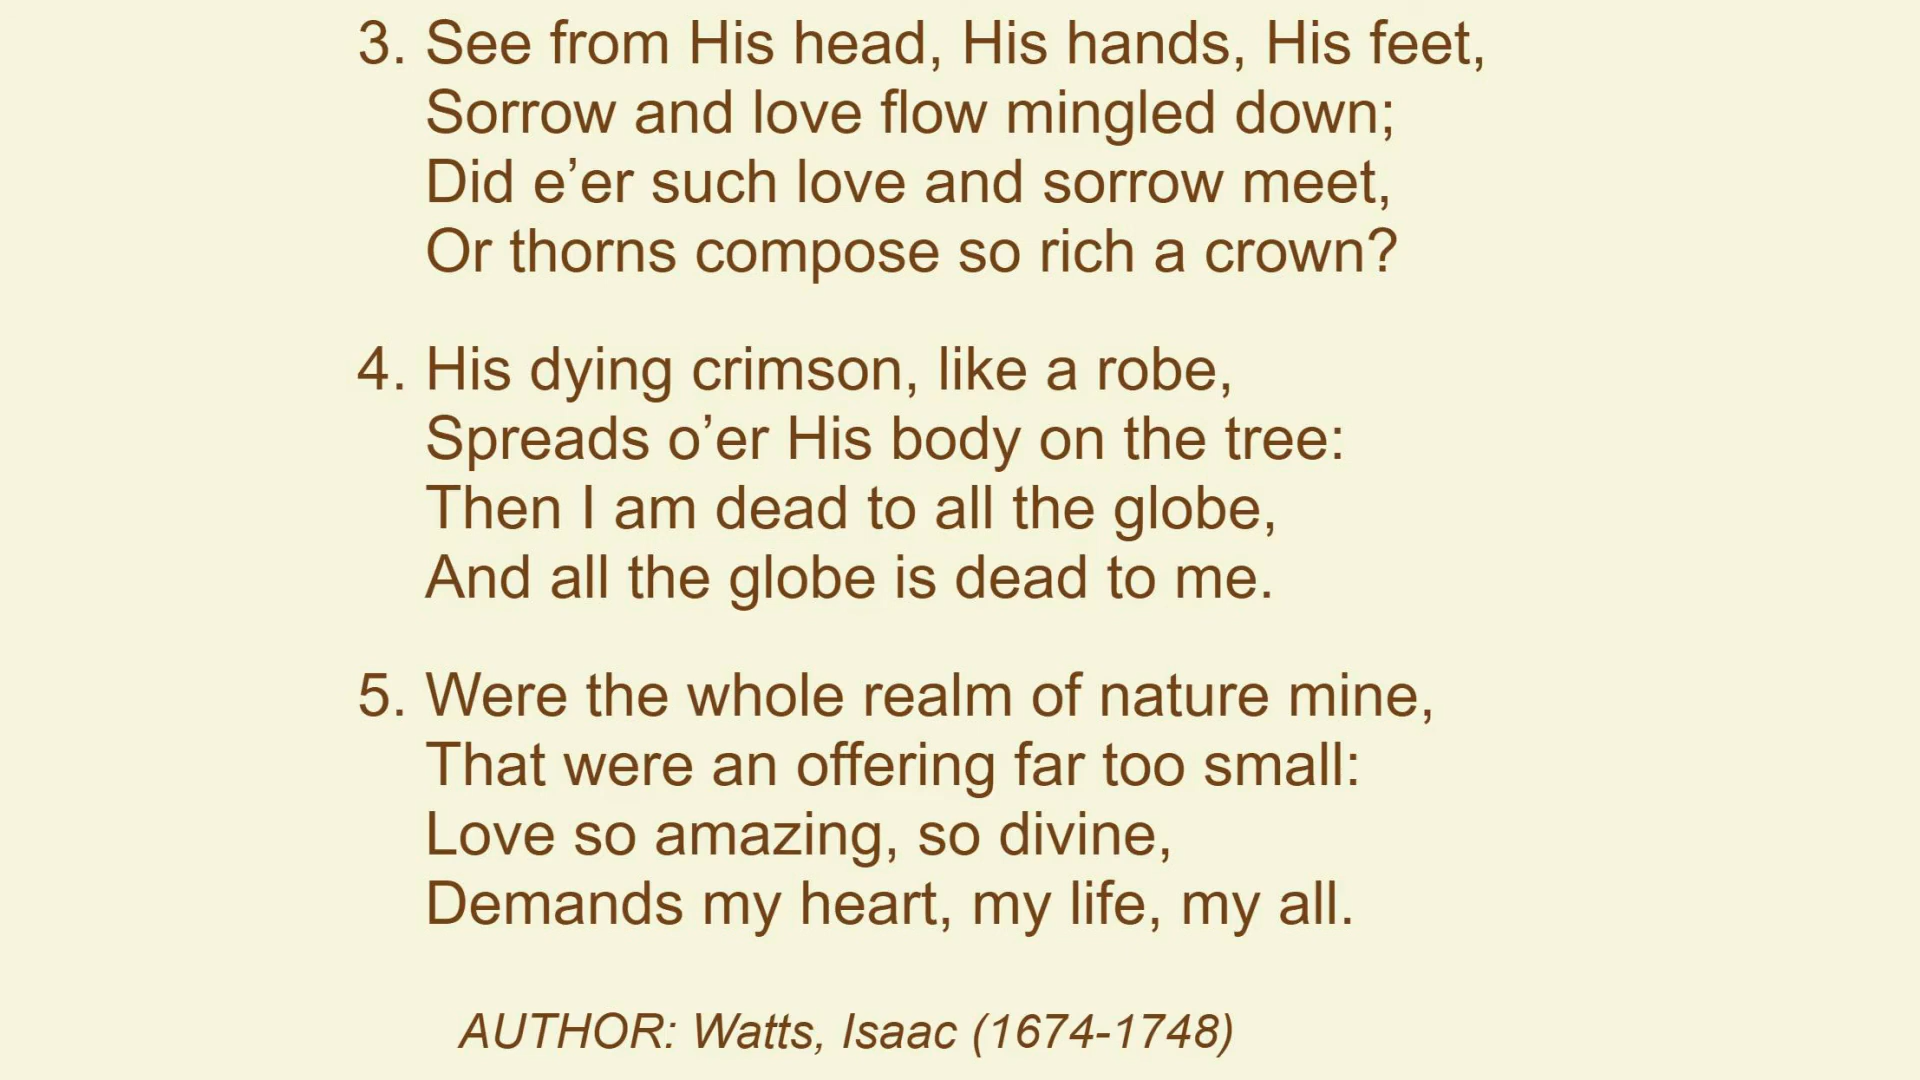 3. See from His head, His hands, His feet,
Sorrow and love flow mingled down;
Did e’er such love and sorrow meet,
Or thorns compose so rich a crown?
4. His dying crimson, like a robe,
Spreads o’er His body on the tree:
Then I am dead to all the globe,
And all the globe is dead to me.
5. Were the whole realm of nature mine,
That were an offering far too small:
Love so amazing, so divine,
Demands my heart, my life, my all.
AUTHOR: Watts, Isaac (1674-1748)